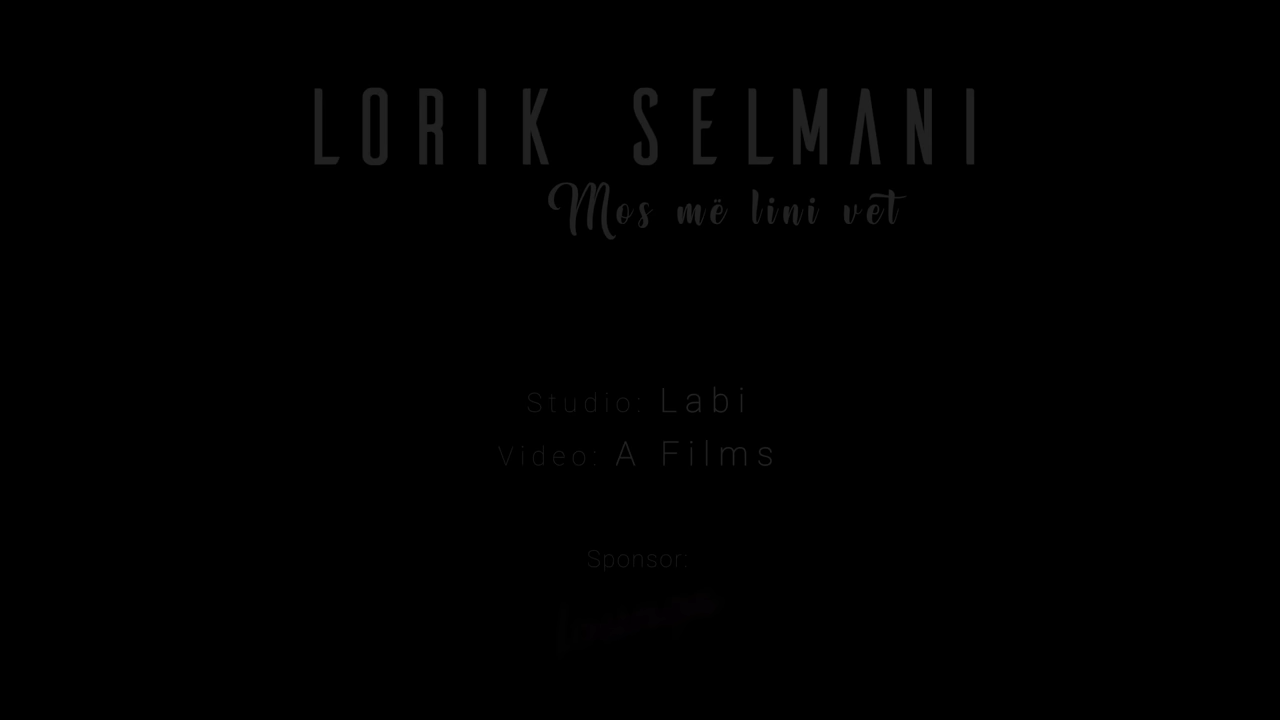 LORIK SELMANI
Mos më lini vet
Studio: Labi
Video: A Films
Sponsor: